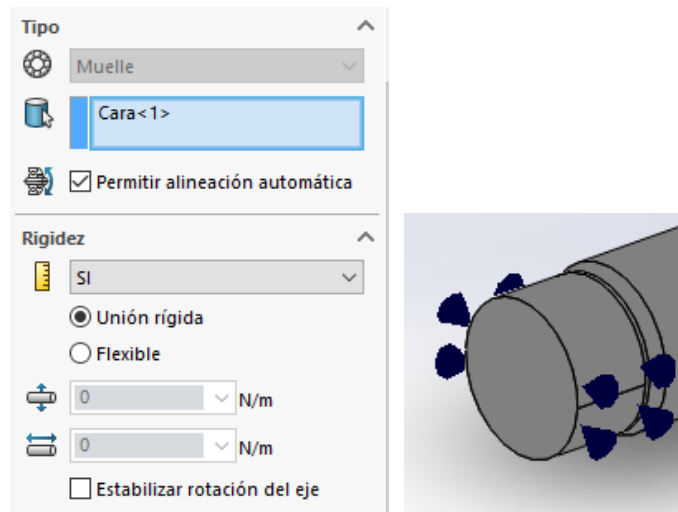 Tipo
Muelle
Cara<1>
Permitir alineación automática
Rigidez
SI
Unión rígida
Flexible
0 N/m
0 N/m
Estabilizar rotación del eje